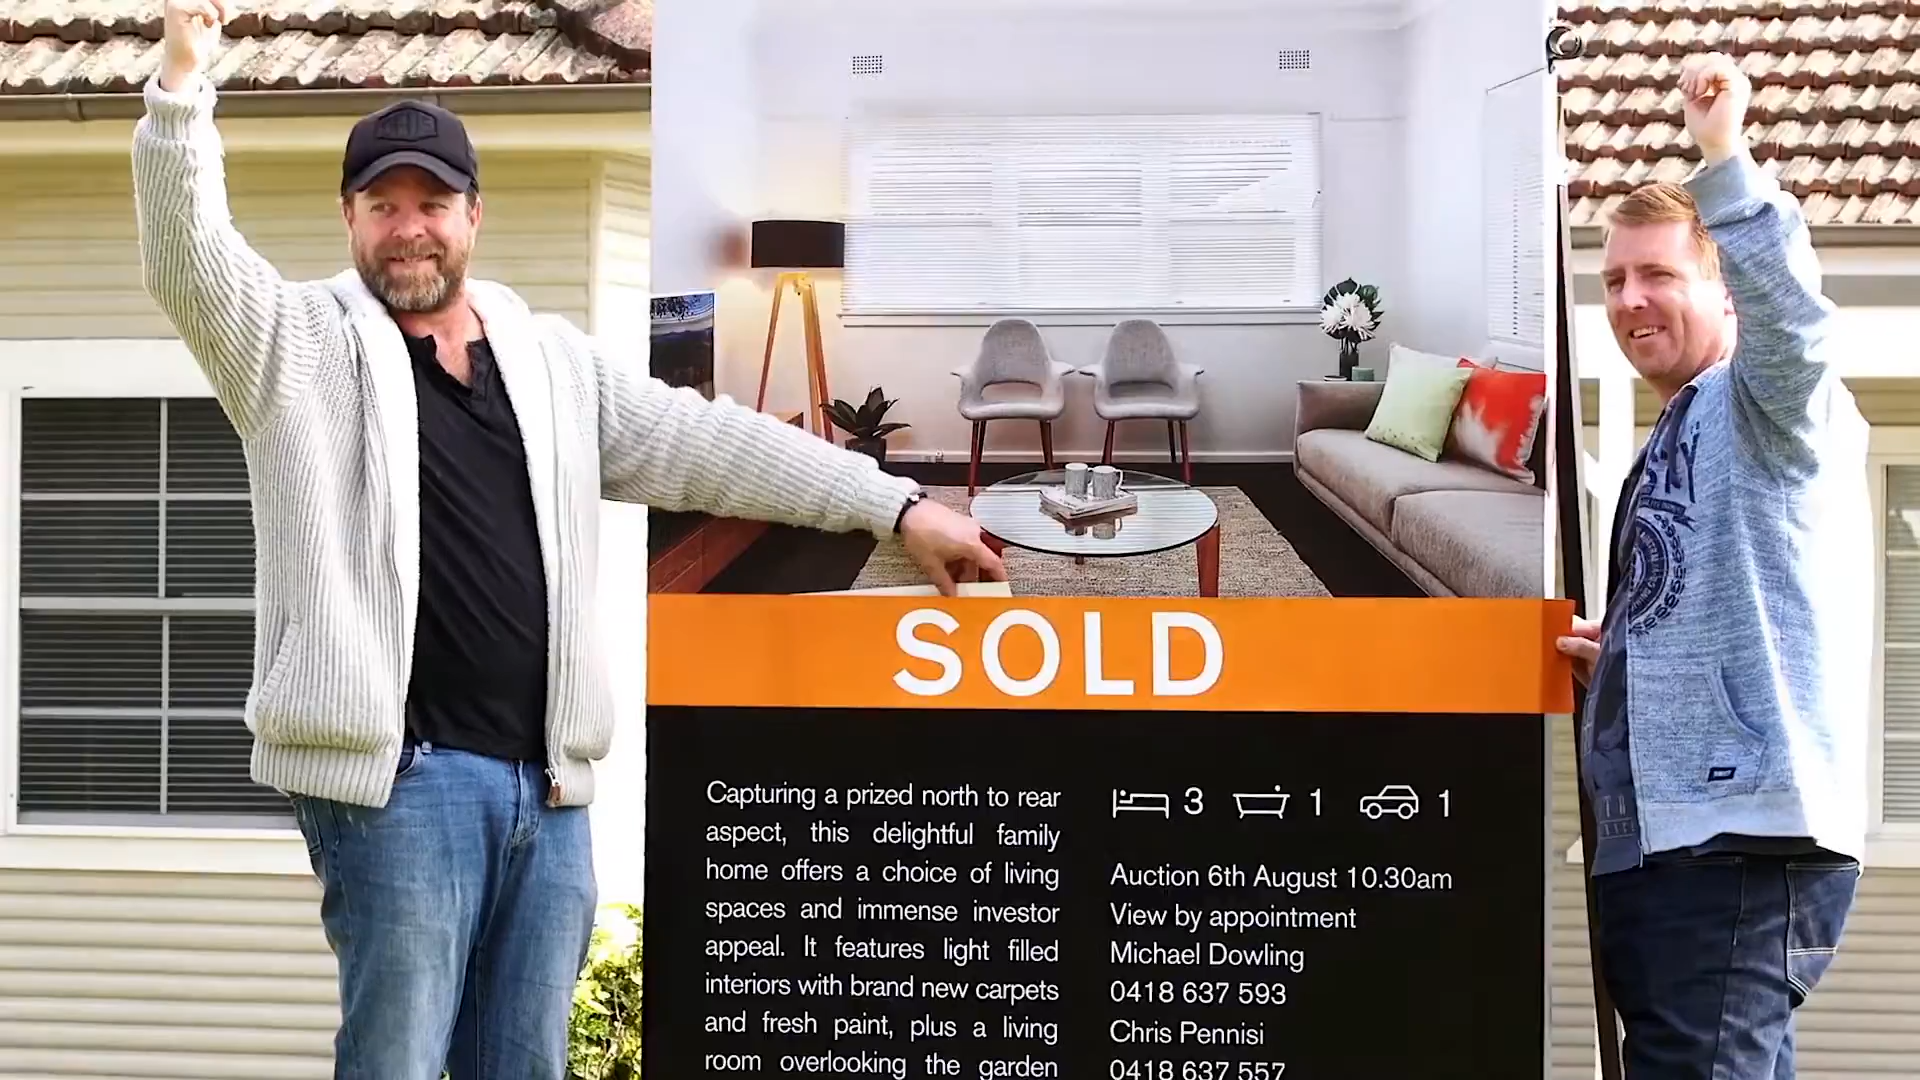 SOLD
Capturing a prized north to rear
aspect, this delightful family
home offers a choice of living
spaces and immense investor
appeal. It features light filled
interiors with brand new carpets
and fresh paint, plus a living
room overlooking the garden
3 1 1
Auction 6th August 10.30am
View by appointment
Michael Dowling
0418 637 593
Chris Pennisi
0418 637 557